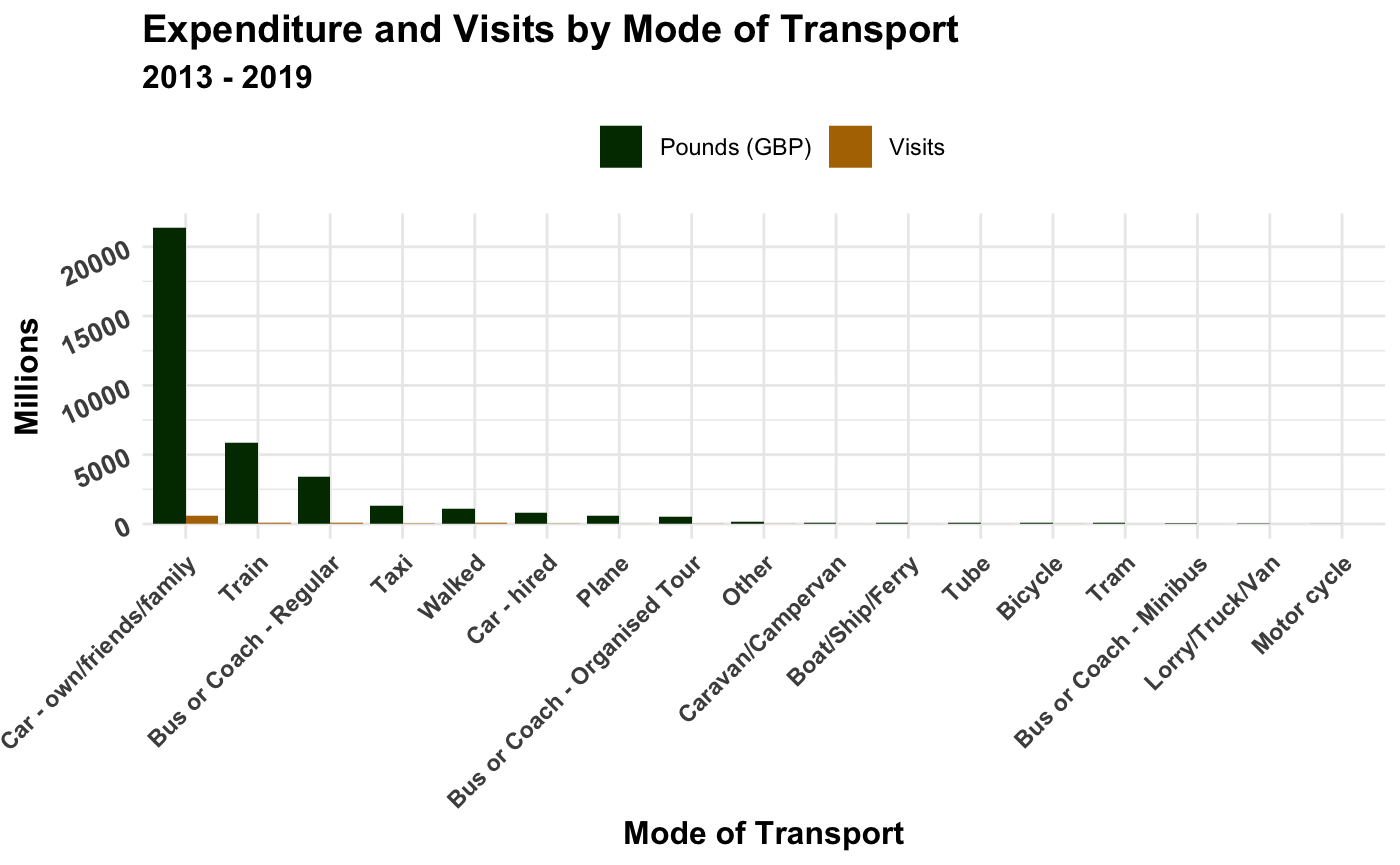 Expenditure and Visits by Mode of Transport
2013 - 2019
Pounds (GBP) Visits
Millions
20000
15000
10000
5000
0
Car - own/friends/family
Train
Bus or Coach - Regular
Taxi
Walked
Car - hired
Plane
Bus or Coach - Organised Tour
Other
Caravan/Campervan
Boat/Ship/Ferry
Tube
Bicycle
Tram
Bus or Coach - Minibus
Lorry/Truck/Van
Motor cycle
Mode of Transport